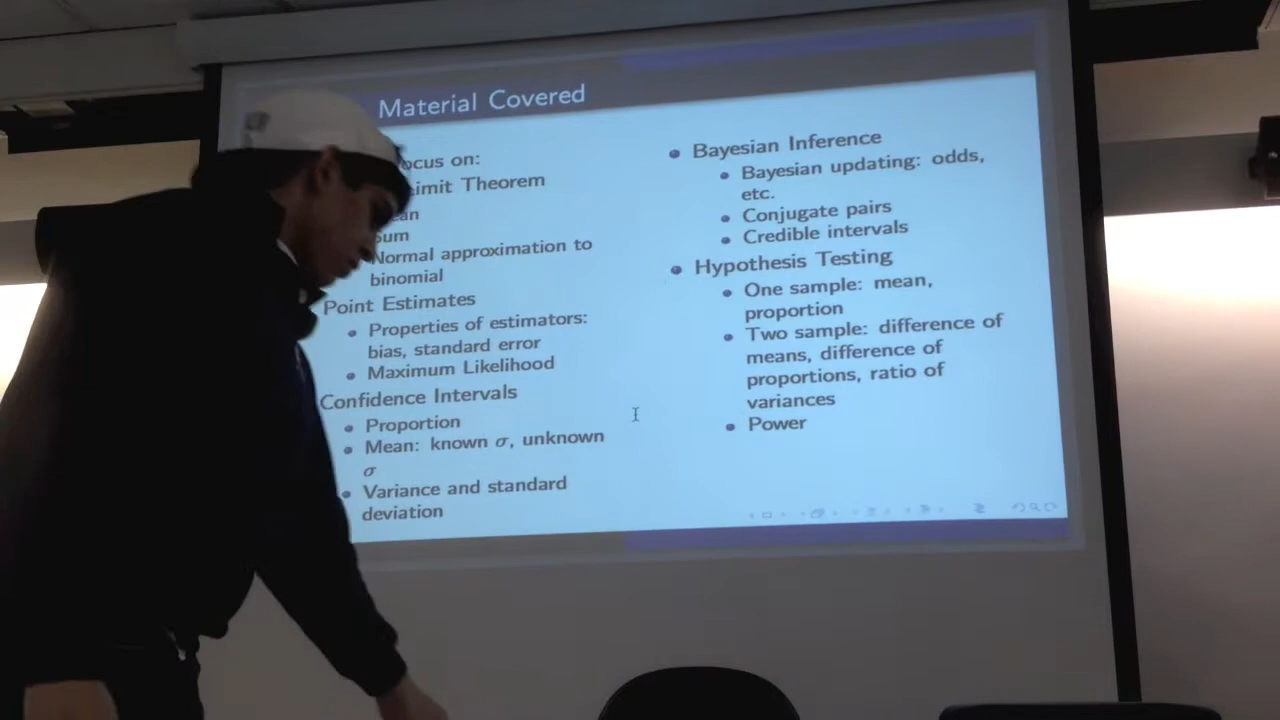 Material Covered
ocus on:
imit Theorem
ean
Sum
Normal approximation to
binomial
Point Estimates
Properties of estimators:
bias, standard error
Maximum Likelihood
Confidence Intervals
Proportion
Mean: known σ, unknown
σ
Variance and standard
deviation
Bayesian Inference
Bayesian updating: odds,
etc.
Conjugate pairs
Credible intervals
Hypothesis Testing
One sample: mean,
proportion
Two sample: difference of
means, difference of
proportions, ratio of
variances
Power